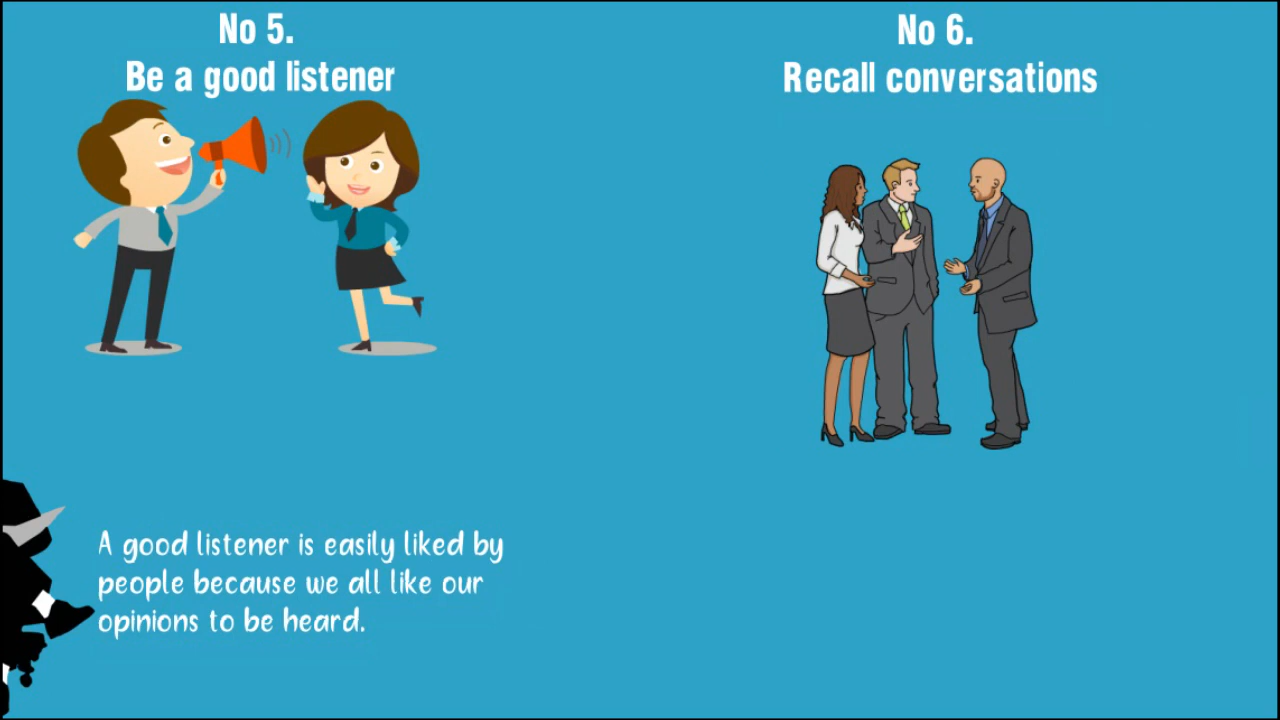 No 5.
Be a good listener
No 6.
Recall conversations
A good listener is easily liked by
people because we all like our
opinions to be heard.